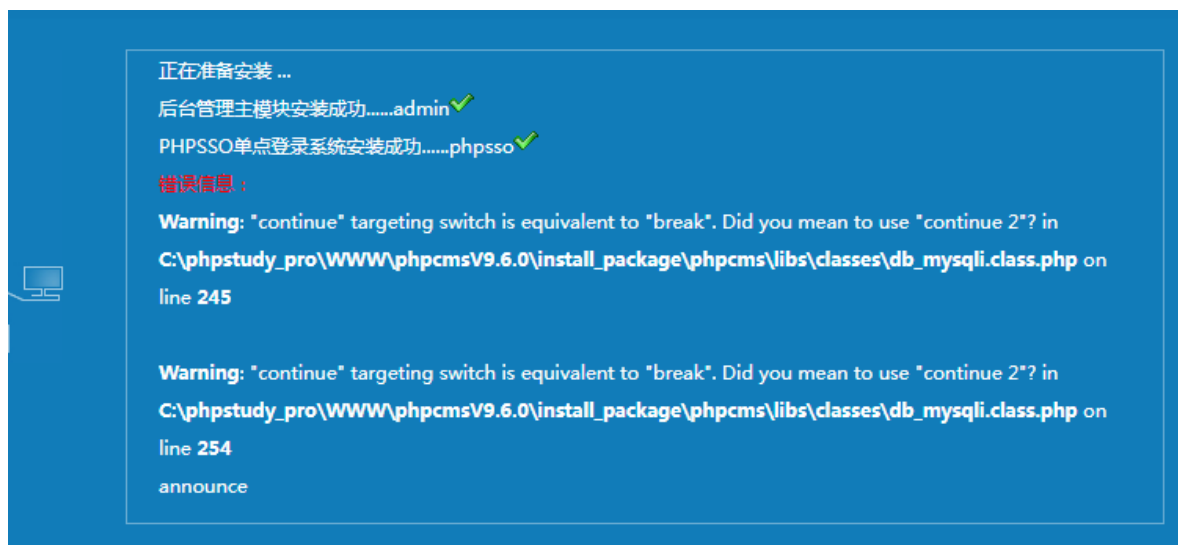 正在准备安装 ...
后台管理主模块安装成功......admin
PHPSSO单点登录系统安装成功......phpsso
错误信息：
Warning: "continue" targeting switch is equivalent to "break". Did you mean to use "continue 2"? in
C:\phpstudy_pro\WWW\phpcmsV9.6.0\install_package\phpcms\libs\classes\db_mysqli.class.php on
line 245
Warning: "continue" targeting switch is equivalent to "break". Did you mean to use "continue 2"? in
C:\phpstudy_pro\WWW\phpcmsV9.6.0\install_package\phpcms\libs\classes\db_mysqli.class.php on
line 254
announce